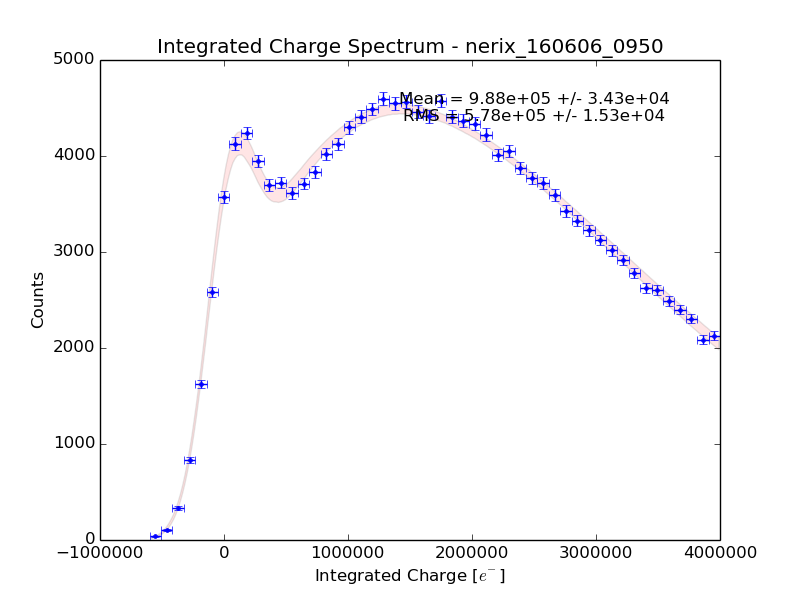 Integrated Charge Spectrum - nerix_160606_0950
Mean = 9.88e+05 +/- 3.43e+04
RMS = 5.78e+05 +/- 1.53e+04
Counts
5000
4000
3000
2000
1000
0
−1000000 0 1000000 2000000 3000000 4000000
Integrated Charge [e⁻]